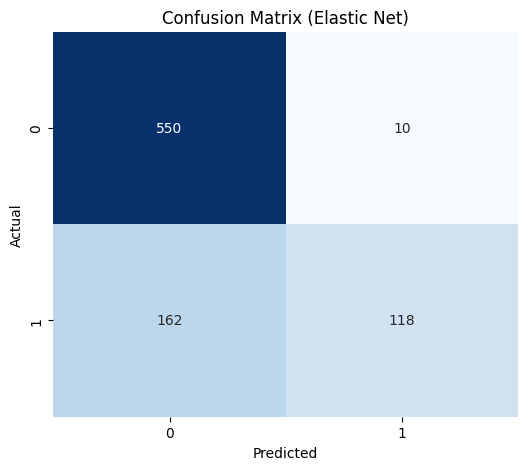 Confusion Matrix (Elastic Net)
Actual
0
550
10
1
162
118
0
1
Predicted